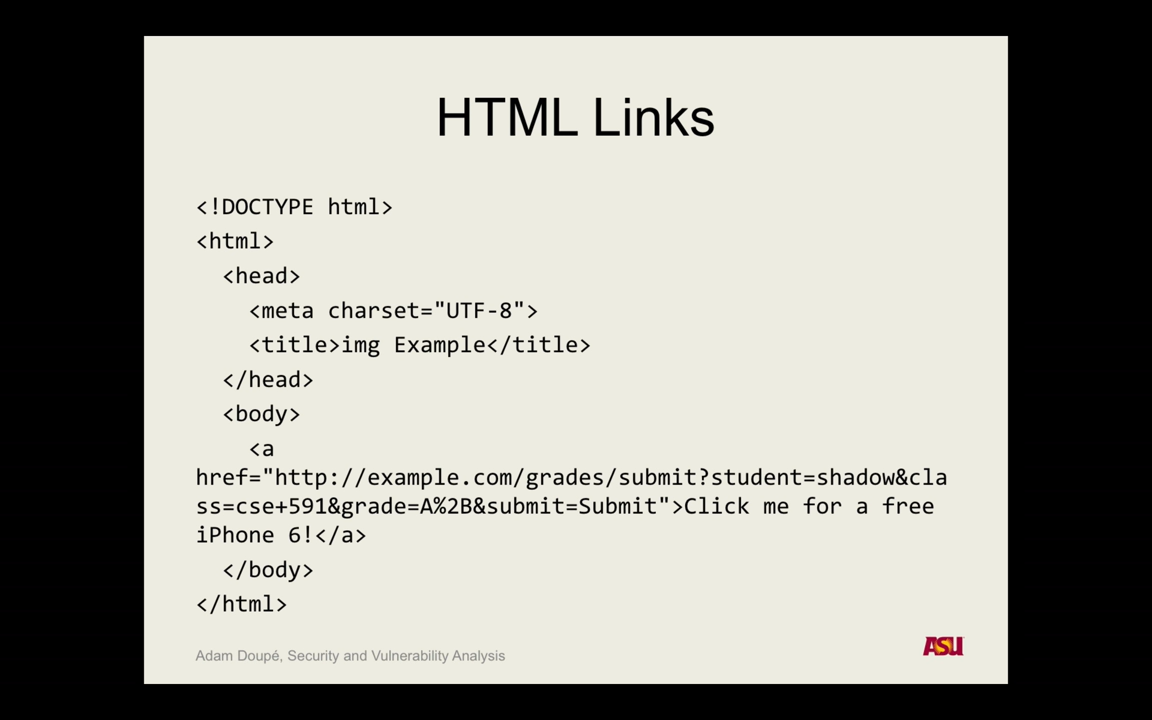 HTML Links
<!DOCTYPE html>
<html>
  <head>
    <meta charset="UTF-8">
    <title>img Example</title>
  </head>
  <body>
    <a
href="http://example.com/grades/submit?student=shadow&cla
ss=cse+591&grade=A%2B&submit=Submit">Click me for a free
iPhone 6!</a>
  </body>
</html>
Adam Doupé, Security and Vulnerability Analysis
ASU